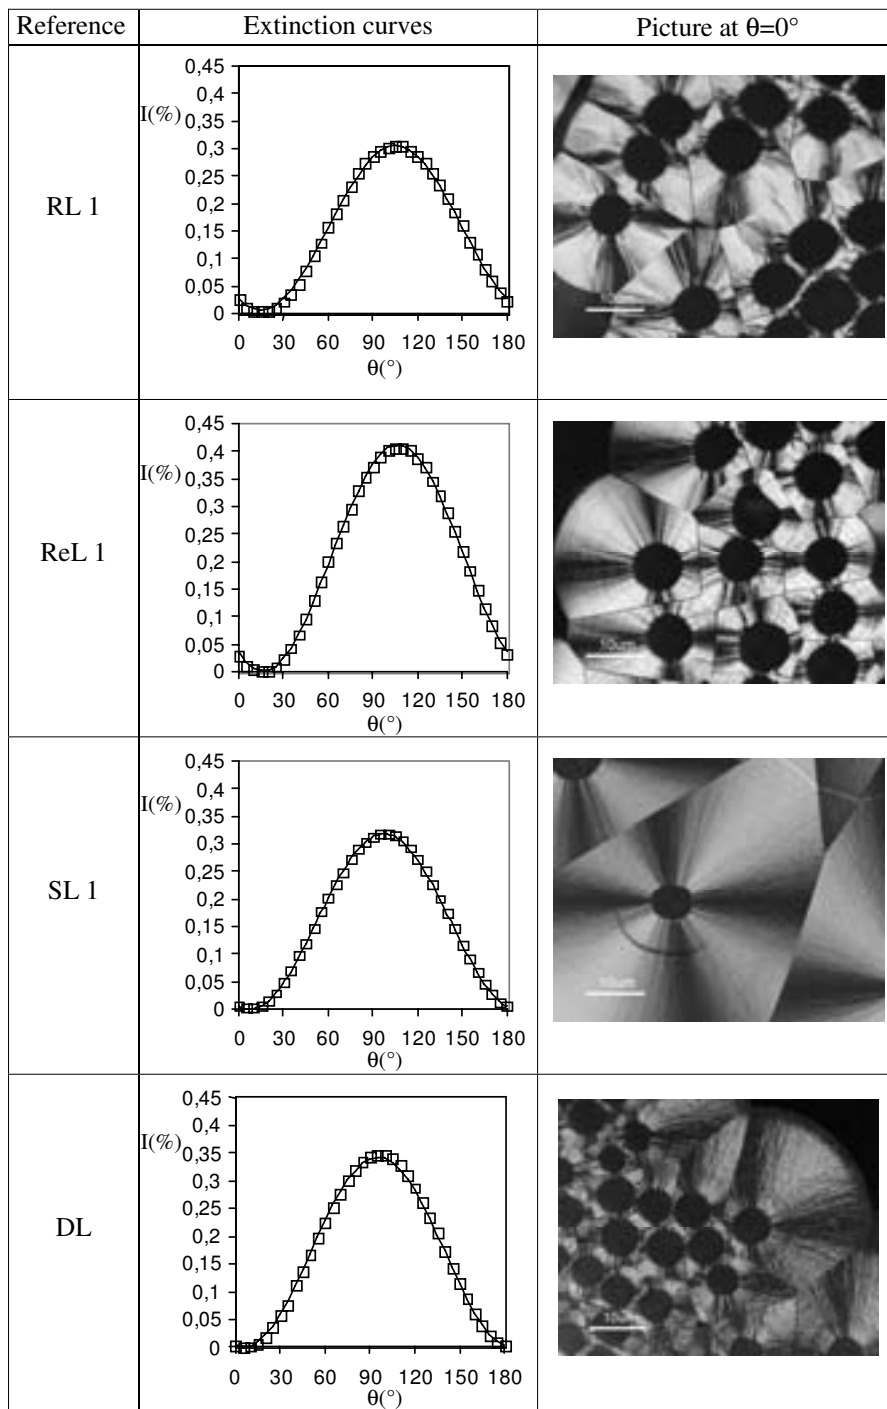 Reference Extinction curves Picture at θ=0°
RL 1
I(%)
0,45
0,4
0,35
0,3
0,25
0,2
0,15
0,1
0,05
0
0 30 60 90 120 150 180
θ(°)
ReL 1
I(%)
0,45
0,4
0,35
0,3
0,25
0,2
0,15
0,1
0,05
0
0 30 60 90 120 150 180
θ(°)
10µm
SL 1
I(%)
0,45
0,4
0,35
0,3
0,25
0,2
0,15
0,1
0,05
0
0 30 60 90 120 150 180
θ(°)
10µm
DL
I(%)
0,45
0,4
0,35
0,3
0,25
0,2
0,15
0,1
0,05
0
0 30 60 90 120 150 180
θ(°)